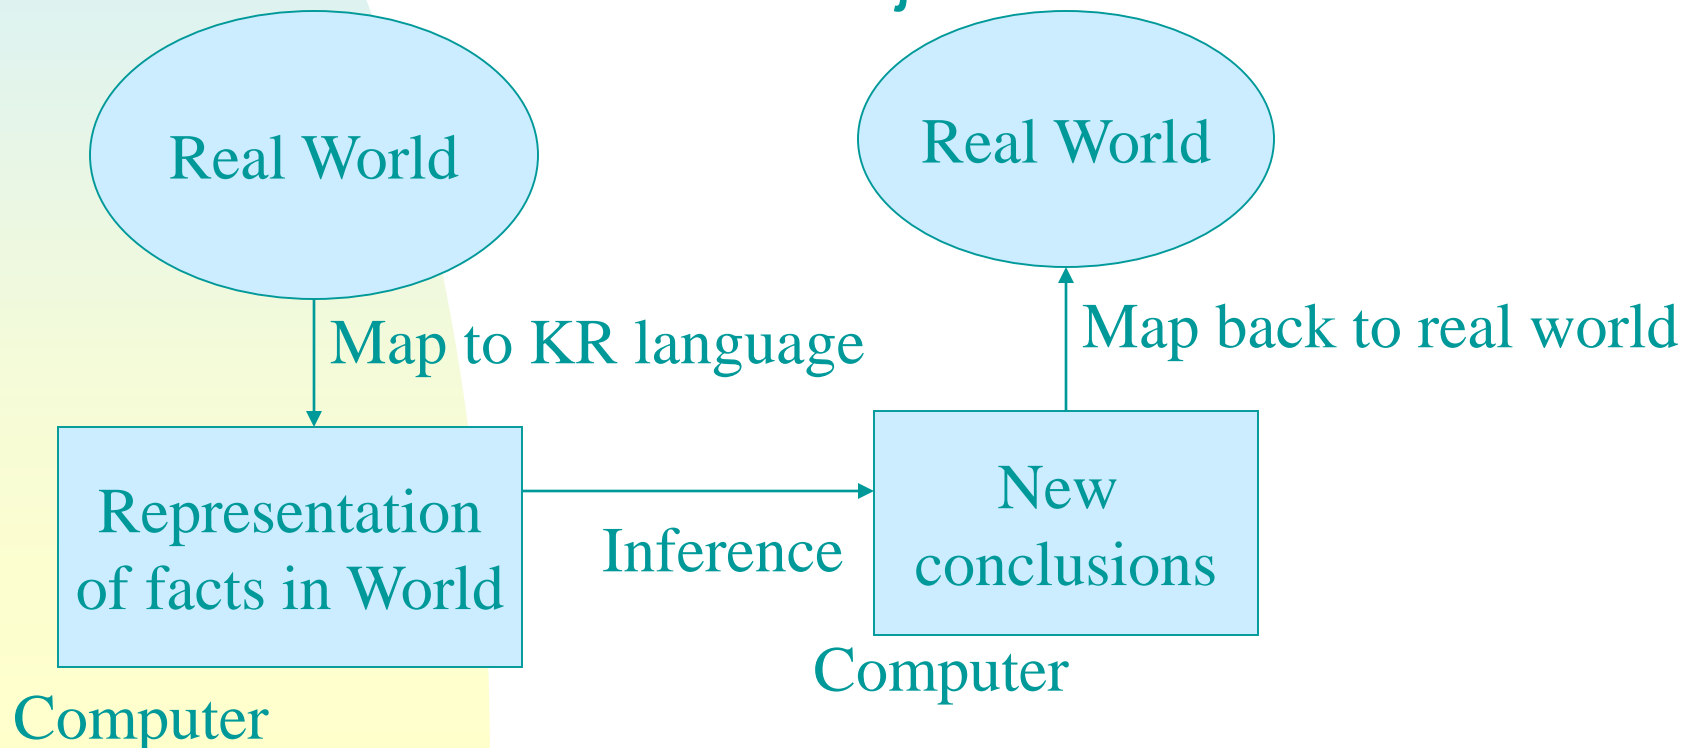 Real World
Real World
Map to KR language
Map back to real world
Representation
of facts in World
Inference
New
conclusions
Computer
Computer